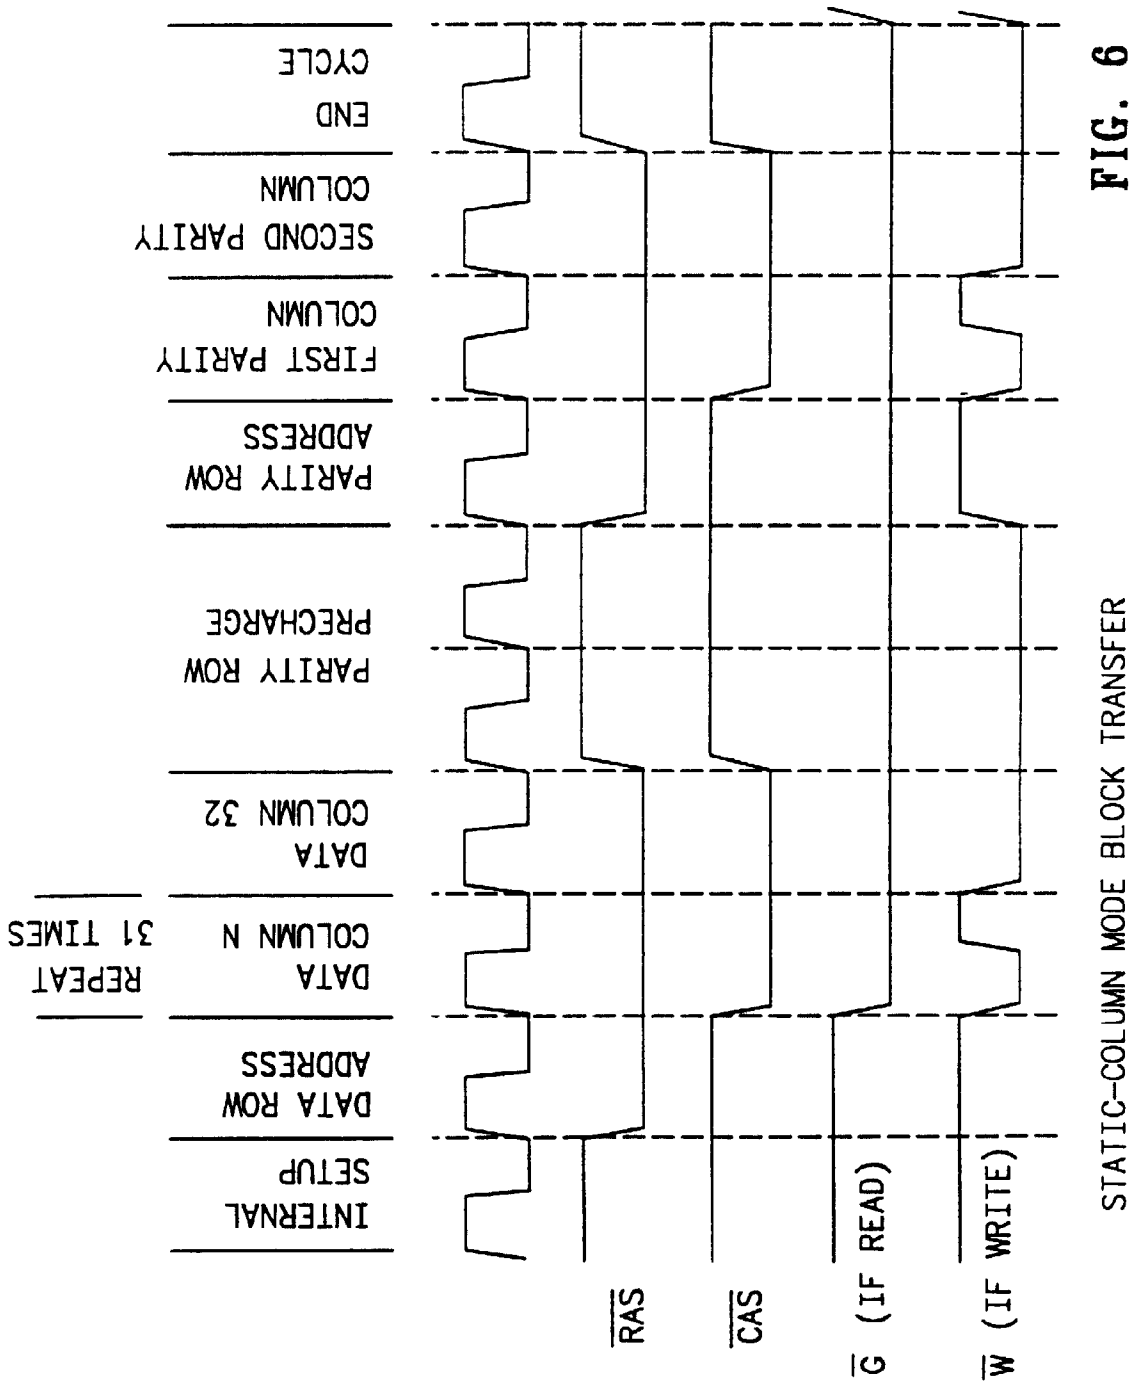 REPEAT
31 TIMES
INTERNAL
SETUP
DATA ROW
ADDRESS
DATA
COLUMN N
DATA
COLUMN 32
PARITY ROW
PRECHARGE
PARITY ROW
ADDRESS
FIRST PARITY
COLUMN
SECOND PARITY
COLUMN
END
CYCLE
RAS
CAS
G (IF READ)
W (IF WRITE)
STATIC-COLUMN MODE BLOCK TRANSFER
FIG. 6